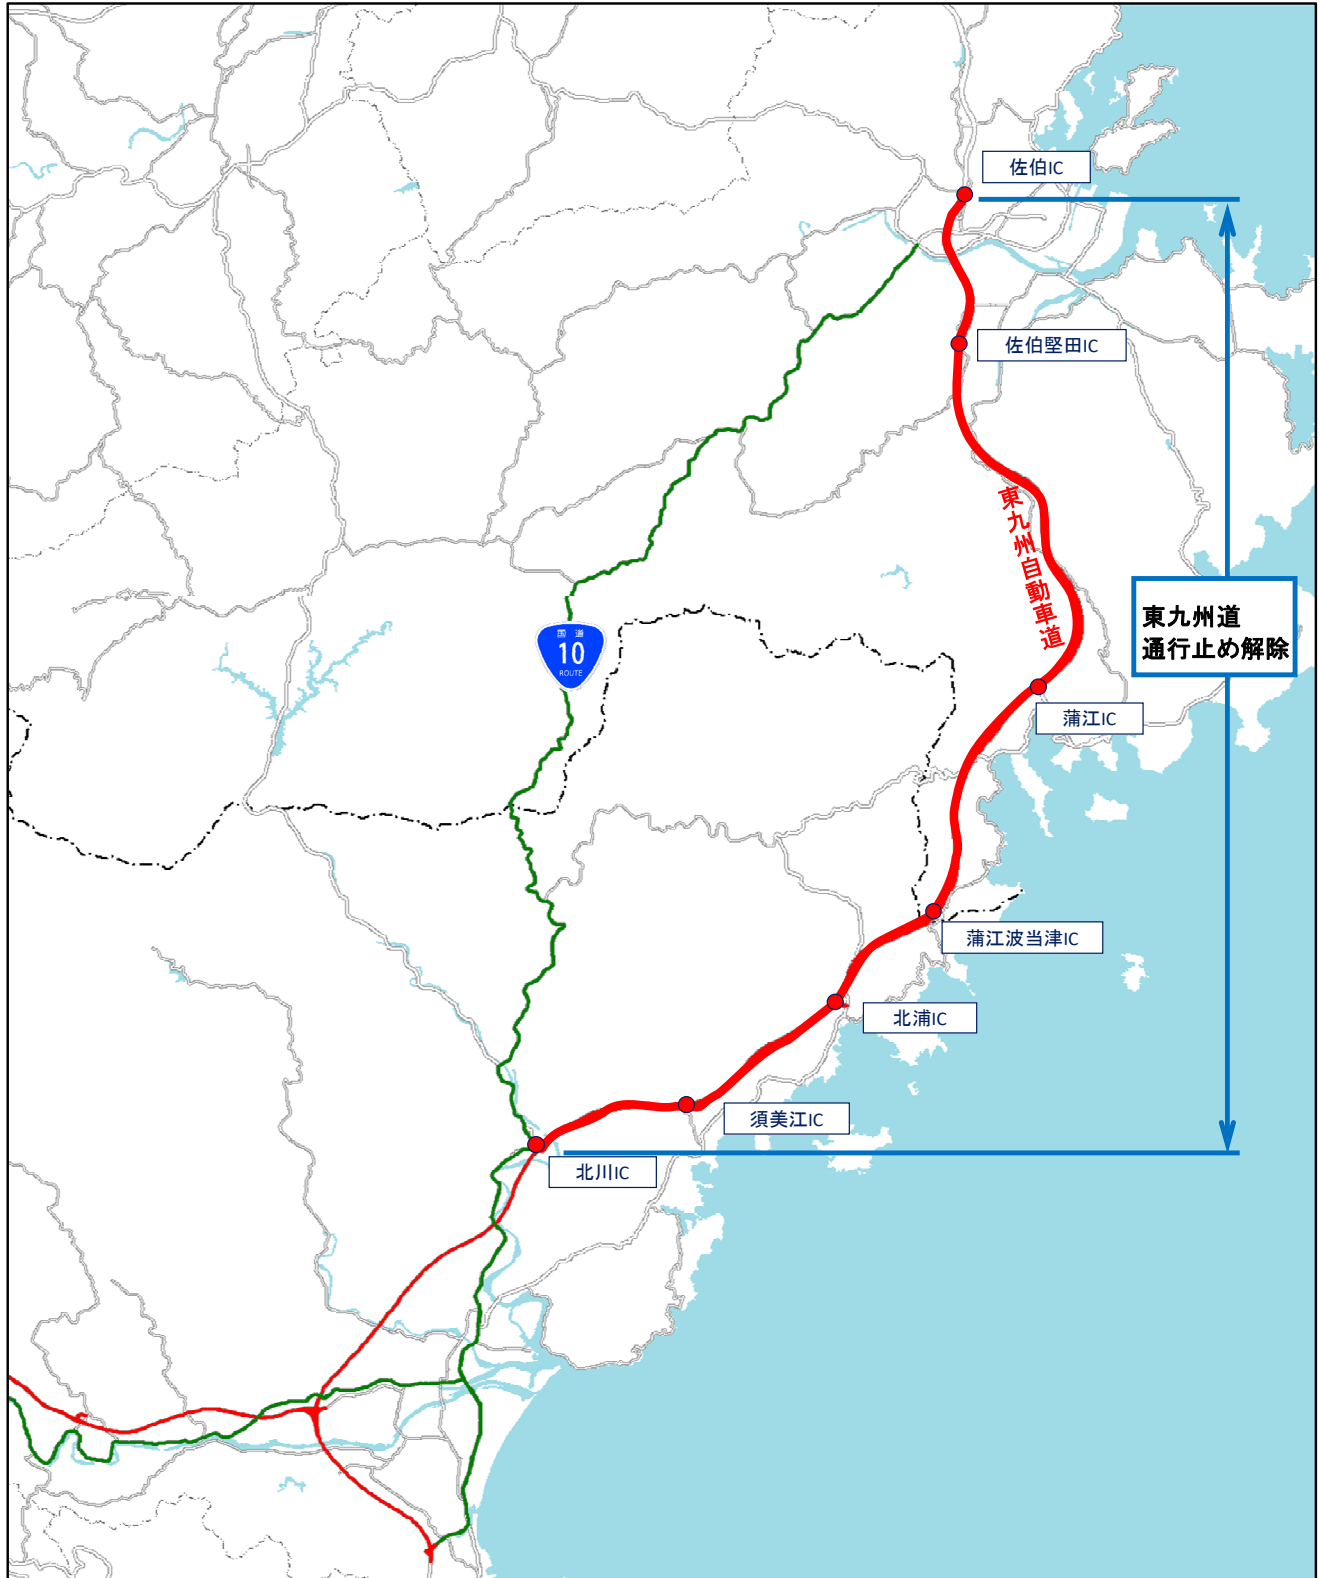 佐伯IC
佐伯堅田IC
東九州自動車道
東九州道
通行止め解除
国道
10
ROUTE
蒲江IC
蒲江波当津IC
北浦IC
須美江IC
北川IC